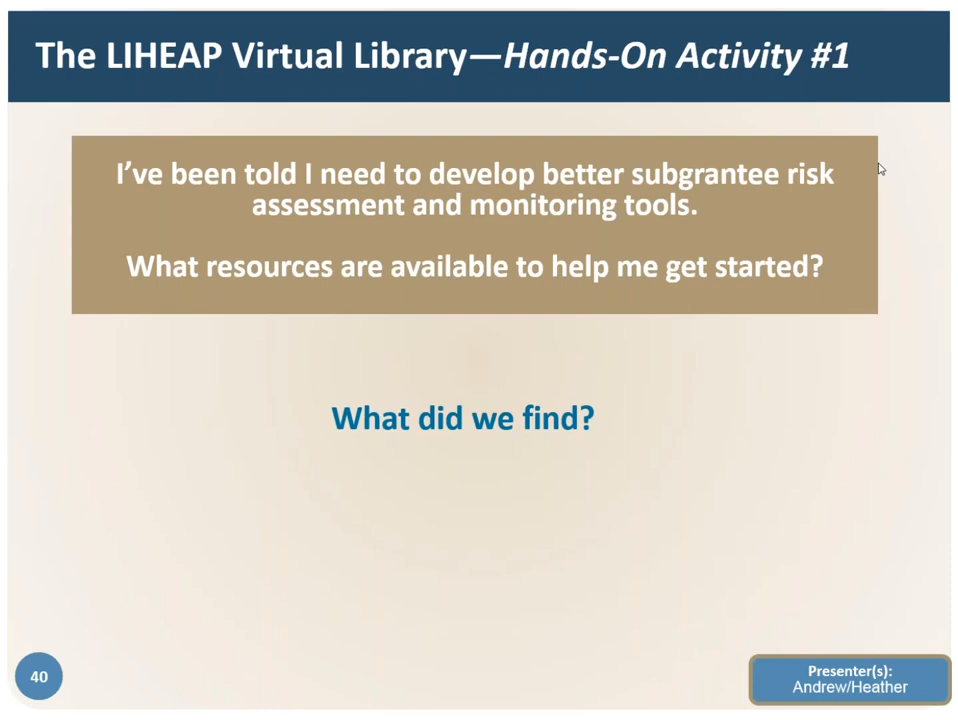 The LIHEAP Virtual Library—Hands-On Activity #1
I've been told I need to develop better subgrantee risk
assessment and monitoring tools.
What resources are available to help me get started?
What did we find?
40
Presenter(s):
Andrew/Heather